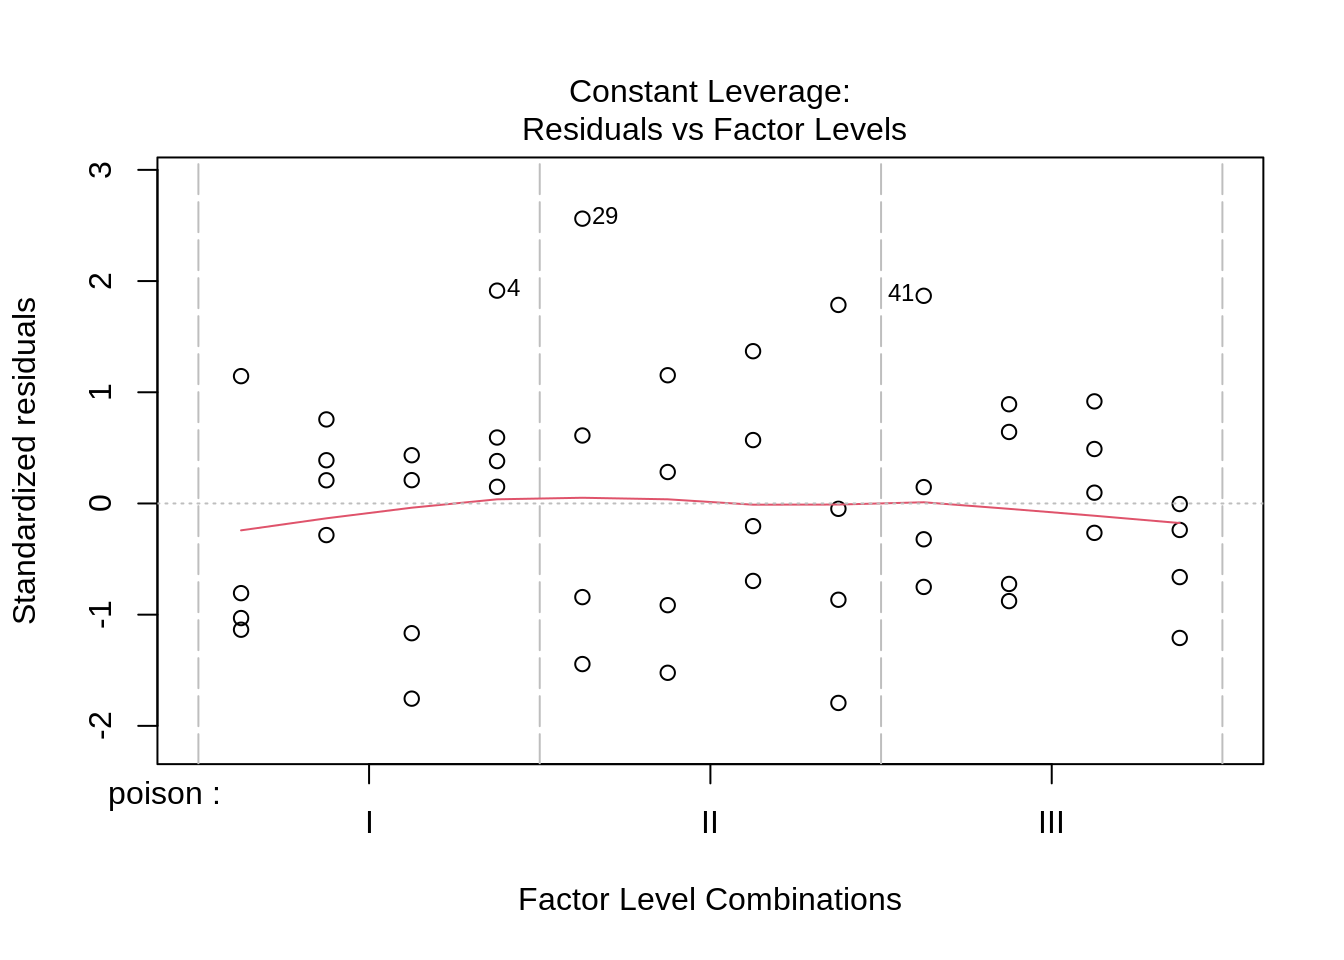 Constant Leverage:
Residuals vs Factor Levels
Standardized residuals
3
2
1
0
-1
-2
29
4
41
poison :
I
II
III
Factor Level Combinations